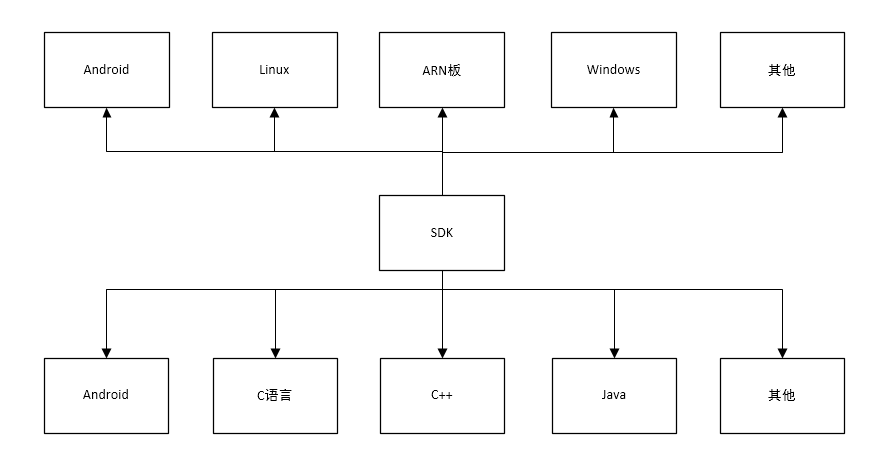 Android
Linux
ARN板
Windows
其他
SDK
Android
C语言
C++
Java
其他